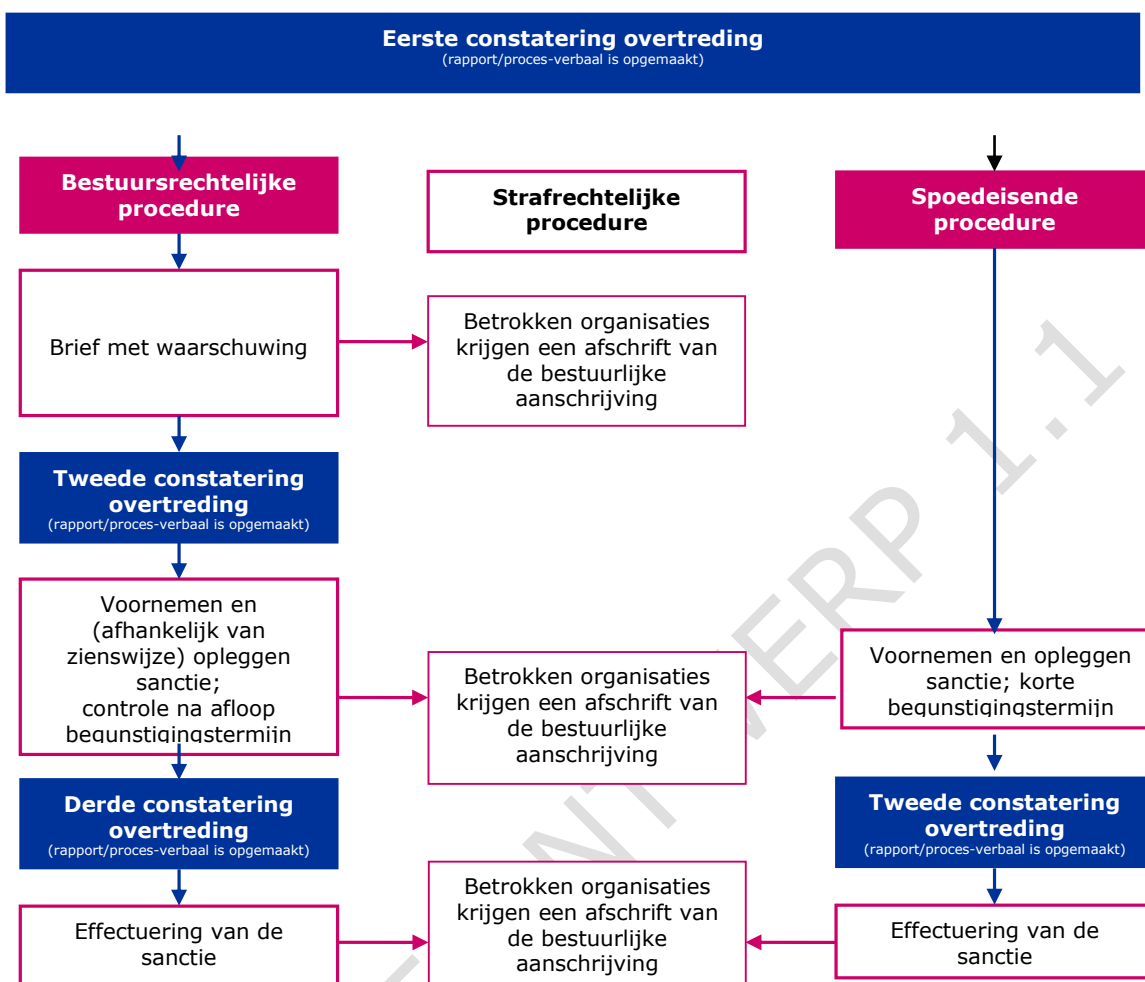 Eerste constatering overtreding
(rapport/proces-verbaal is opgemaakt)
Bestuursrechtelijke
procedure
Strafrechtelijke
procedure
Spoedeisende
procedure
Brief met waarschuwing
Betrokken organisaties
krijgen een afschrift van
de bestuurlijke
aanschrijving
Tweede constatering
overtreding
(rapport/proces-verbaal is opgemaakt)
Voornemen en
(afhankelijk van
zienswijze) opleggen
sanctie;
controle na afloop
begunstigingstermijn
Betrokken organisaties
krijgen een afschrift van
de bestuurlijke
aanschrijving
Voornemen en opleggen
sanctie; korte
begunstigingstermijn
Derde constatering
overtreding
(rapport/proces-verbaal is opgemaakt)
Tweede constatering
overtreding
(rapport/proces-verbaal is opgemaakt)
Effectuering van de
sanctie
Betrokken organisaties
krijgen een afschrift van
de bestuurlijke
aanschrijving
Effectuering van de
sanctie